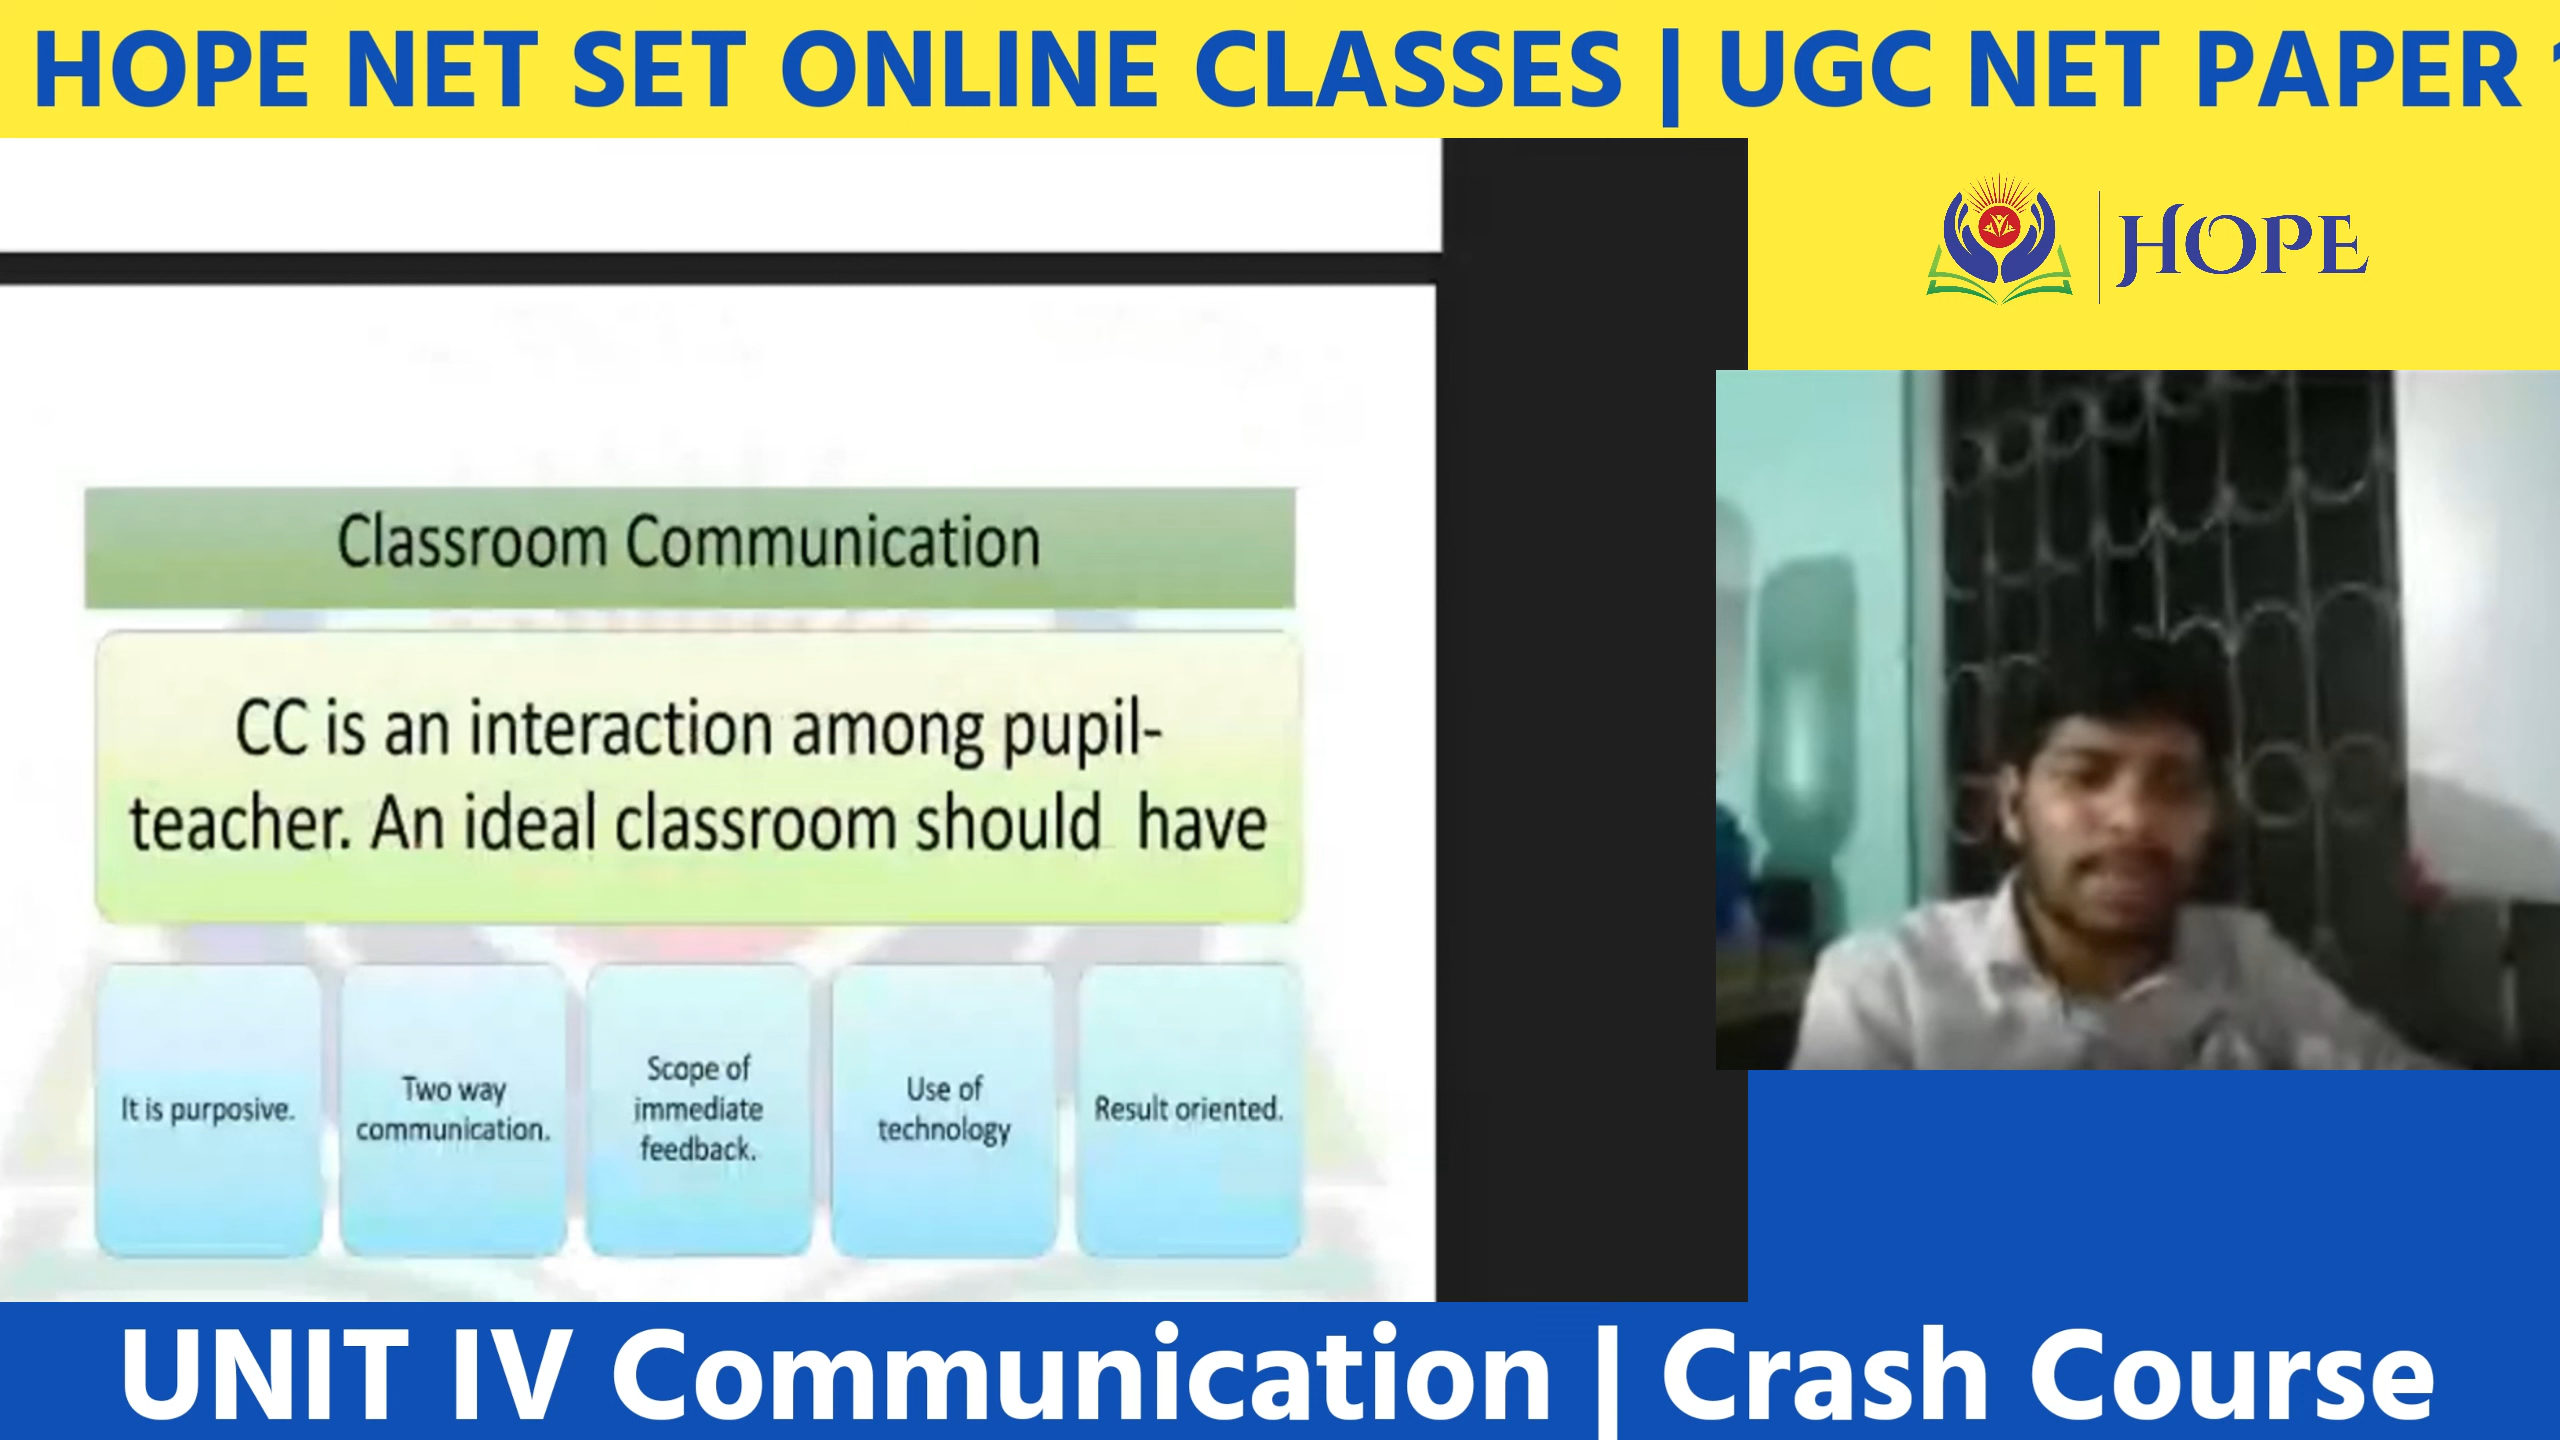 HOPE NET SET ONLINE CLASSES | UGC NET PAPER
HOPE
Classroom Communication
CC is an interaction among pupil-
teacher. An ideal classroom should have
It is purposive.
Two way
communication.
Scope of
immediate
feedback.
Use of
technology
Result oriented.
UNIT IV Communication | Crash Course